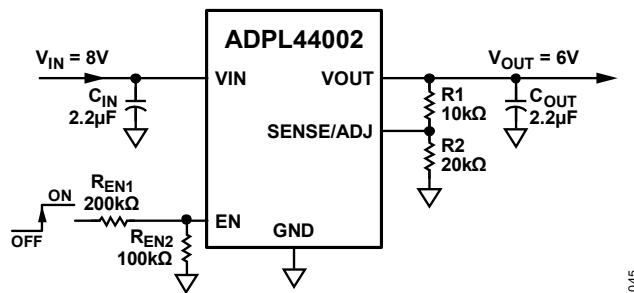 ADPL44002
V_IN = 8V
VIN
C_IN
2.2µF
VOUT
V_OUT = 6V
R1
10kΩ
C_OUT
2.2µF
SENSE/ADJ
R2
20kΩ
ON
OFF
R_EN1
200kΩ
EN
R_EN2
100kΩ
GND
045